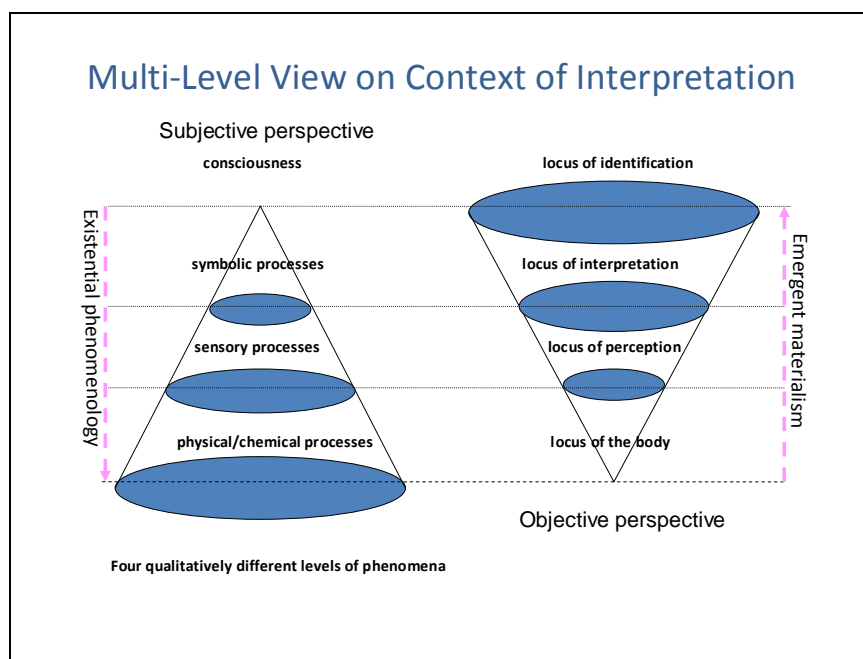 Multi-Level View on Context of Interpretation
Subjective perspective
consciousness
locus of identification
Existential phenomenology
Emergent materialism
symbolic processes
locus of interpretation
sensory processes
locus of perception
physical/chemical processes
locus of the body
Objective perspective
Four qualitatively different levels of phenomena